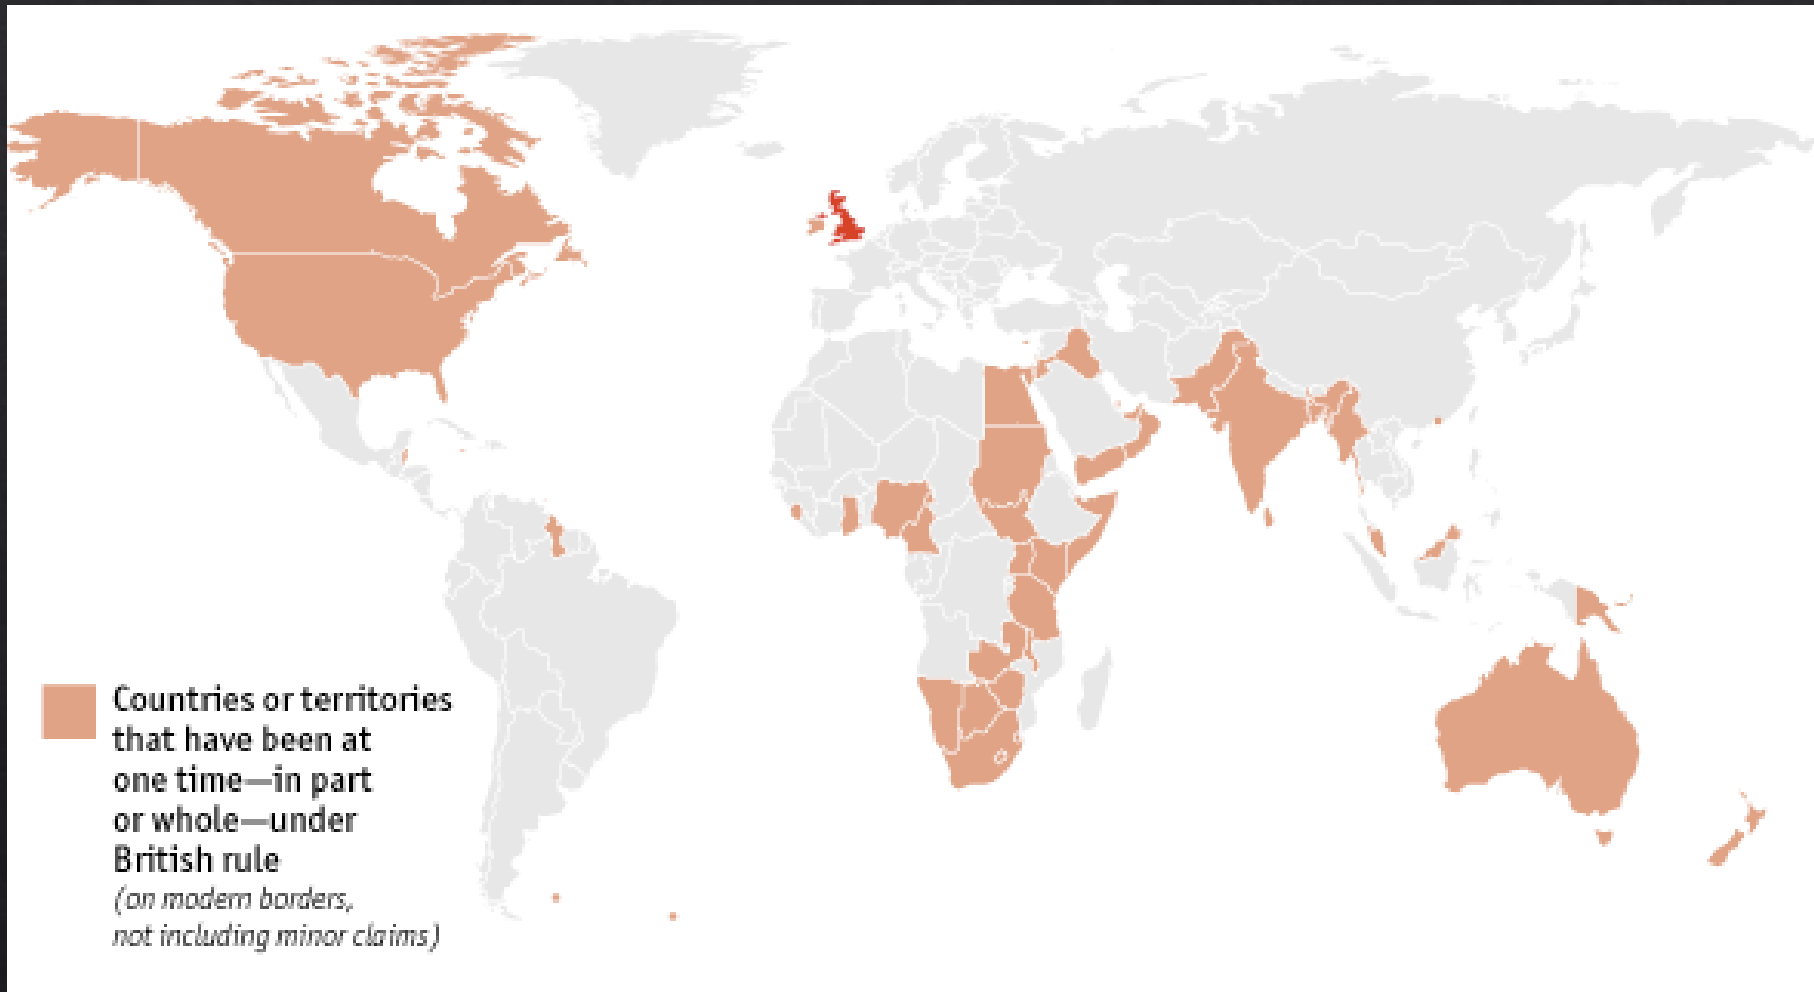 Countries or territories
that have been at
one time—in part
or whole—under
British rule
(on modern borders,
not including minor claims)